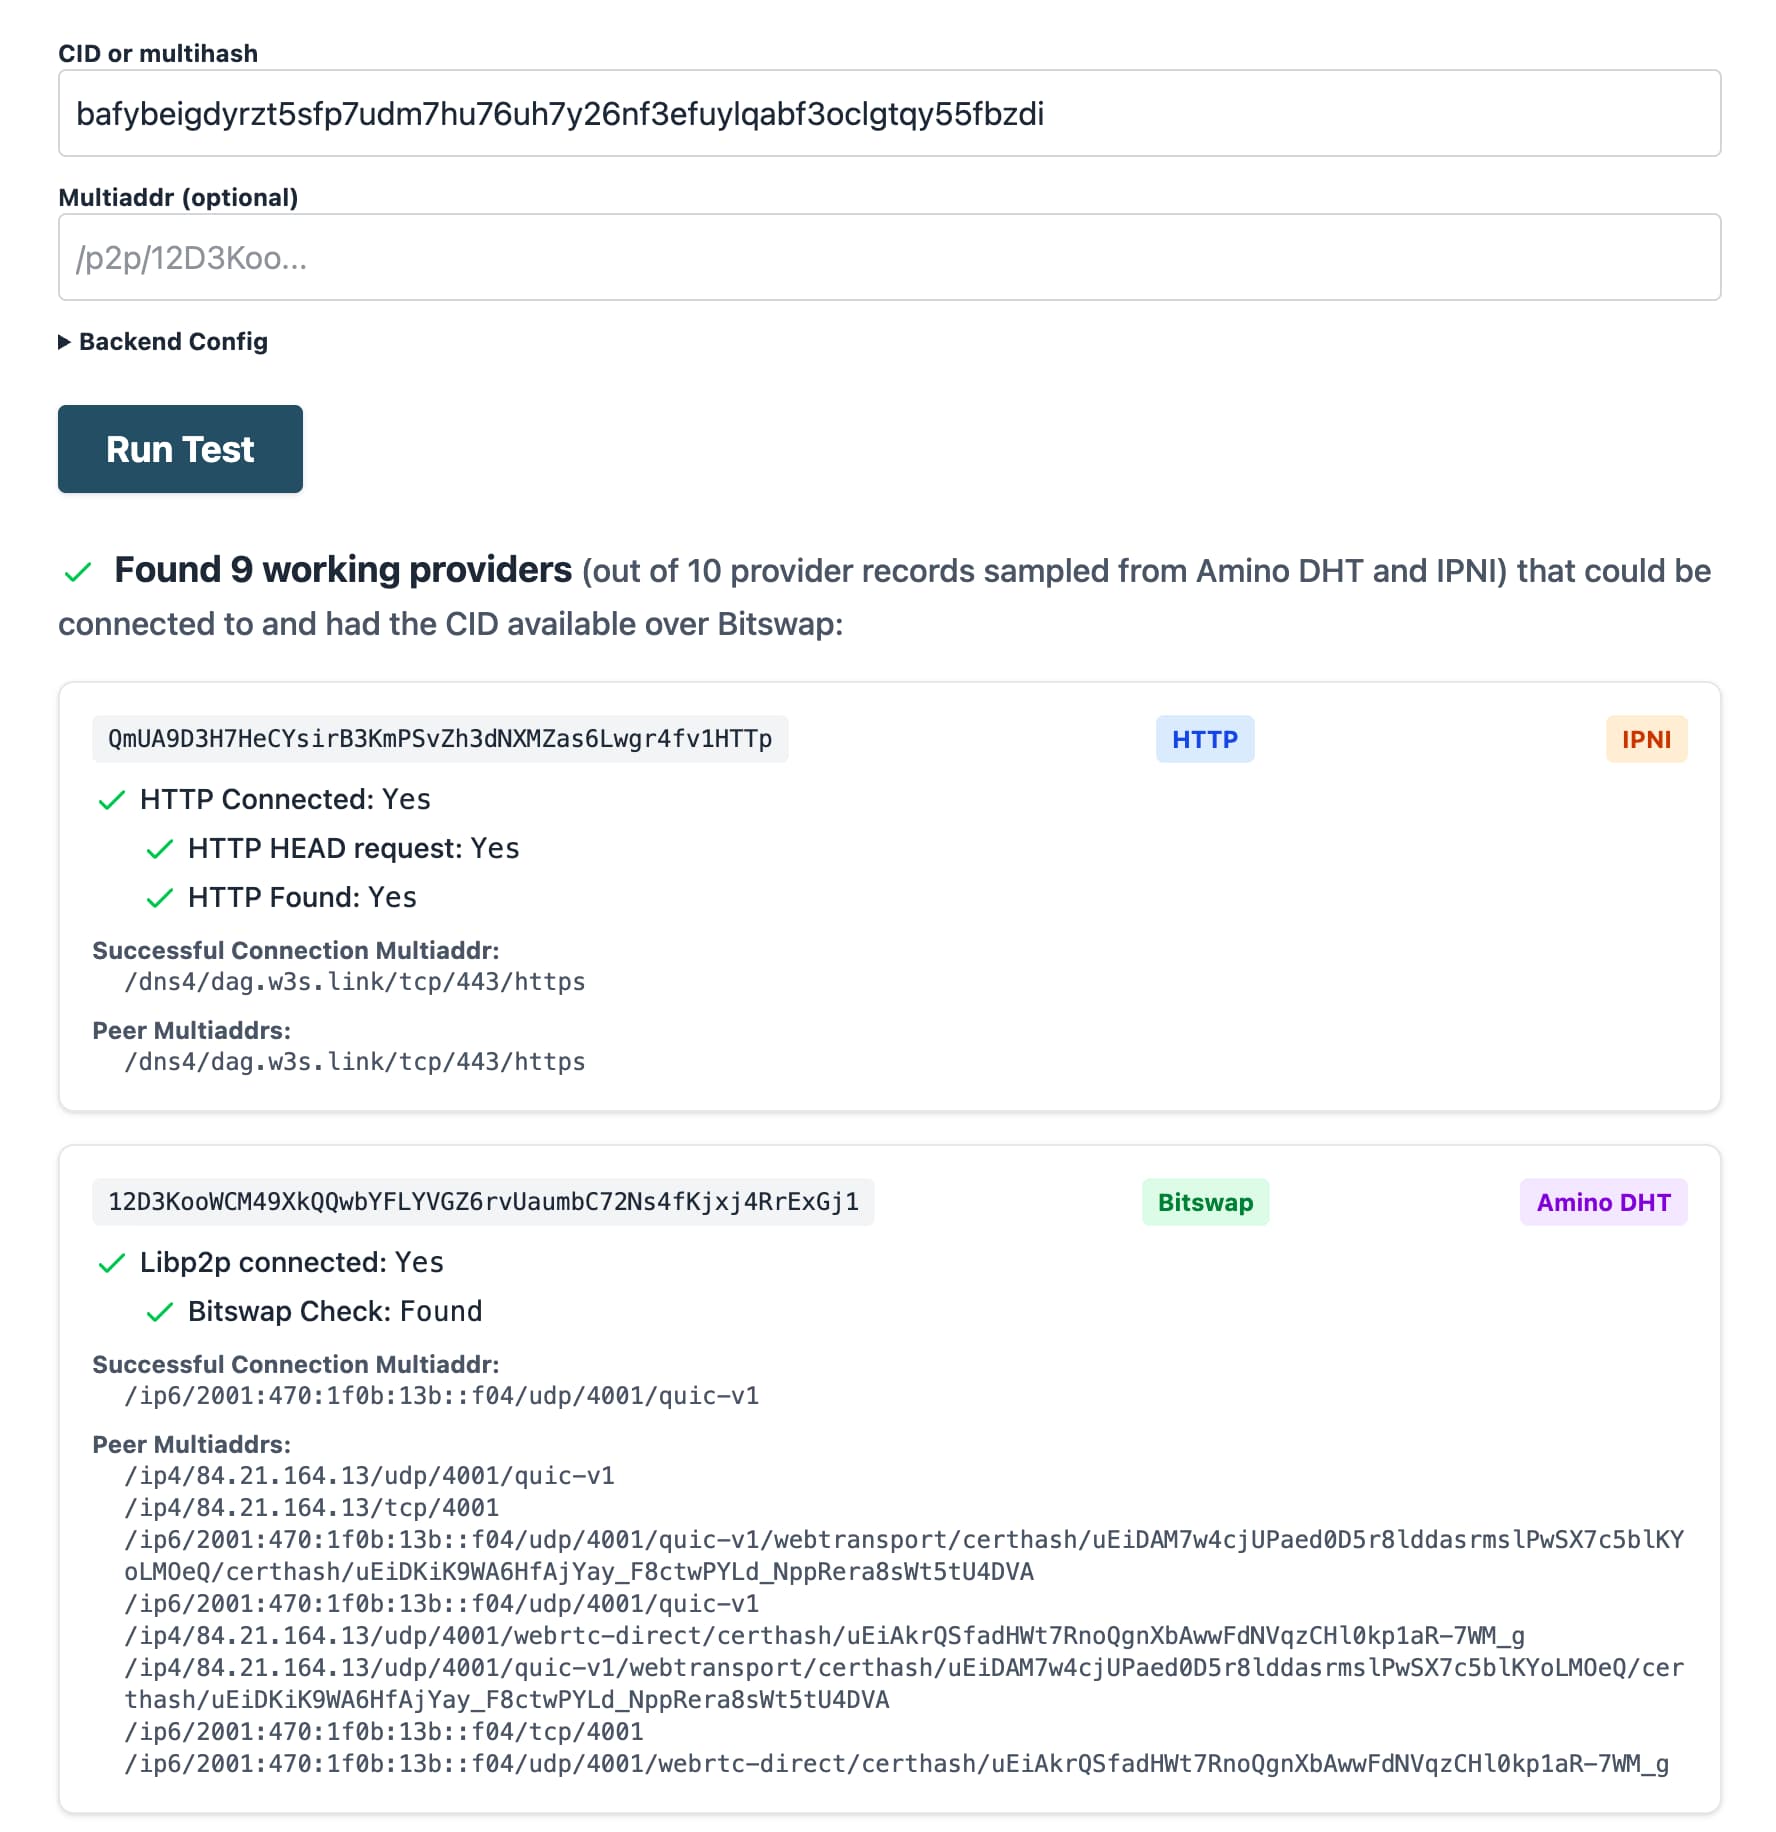 CID or multihash
bafybeigdyrzt5sfp7udm7hu76uh7y26nf3efuylqabf3oclgtqy55fbzdi
Multiaddr (optional)
/p2p/12D3Koo...
Backend Config
Run Test
Found 9 working providers (out of 10 provider records sampled from Amino DHT and IPNI) that could be
connected to and had the CID available over Bitswap:
QmUA9D3H7HeCYsirB3KmPSvZh3dNXMZas6Lwgr4fv1HTTp HTTP IPNI
HTTP Connected: Yes
HTTP HEAD request: Yes
HTTP Found: Yes
Successful Connection Multiaddr:
/dns4/dag.w3s.link/tcp/443/https
Peer Multiaddrs:
/dns4/dag.w3s.link/tcp/443/https
12D3KooWCM49XkQQwbYFLYVGZ6rvUaumbC72Ns4fKjxj4RrExGj1 Bitswap Amino DHT
Libp2p connected: Yes
Bitswap Check: Found
Successful Connection Multiaddr:
/ip6/2001:470:1f0b:13b::f04/udp/4001/quic-v1
Peer Multiaddrs:
/ip4/84.21.164.13/udp/4001/quic-v1
/ip4/84.21.164.13/tcp/4001
/ip6/2001:470:1f0b:13b::f04/udp/4001/quic-v1/webtransport/certhash/uEiDAM7w4cjUPaed0D5r8lddasrmslPwSX7c5blKY
oLMOeQ/certhash/uEiDKiK9WA6HfAjYay_F8ctwPYLd_NppRera8sWt5tU4DVA
/ip6/2001:470:1f0b:13b::f04/udp/4001/quic-v1
/ip4/84.21.164.13/udp/4001/webrtc-direct/certhash/uEiAkrQSfadHWt7RnoQgnXbAwwFdNVqzCHl0kp1aR-7WM_g
/ip4/84.21.164.13/udp/4001/quic-v1/webtransport/certhash/uEiDAM7w4cjUPaed0D5r8lddasrmslPwSX7c5blKYoLMOeQ/cer
thash/uEiDKiK9WA6HfAjYay_F8ctwPYLd_NppRera8sWt5tU4DVA
/ip6/2001:470:1f0b:13b::f04/tcp/4001
/ip6/2001:470:1f0b:13b::f04/udp/4001/webrtc-direct/certhash/uEiAkrQSfadHWt7RnoQgnXbAwwFdNVqzCHl0kp1aR-7WM_g